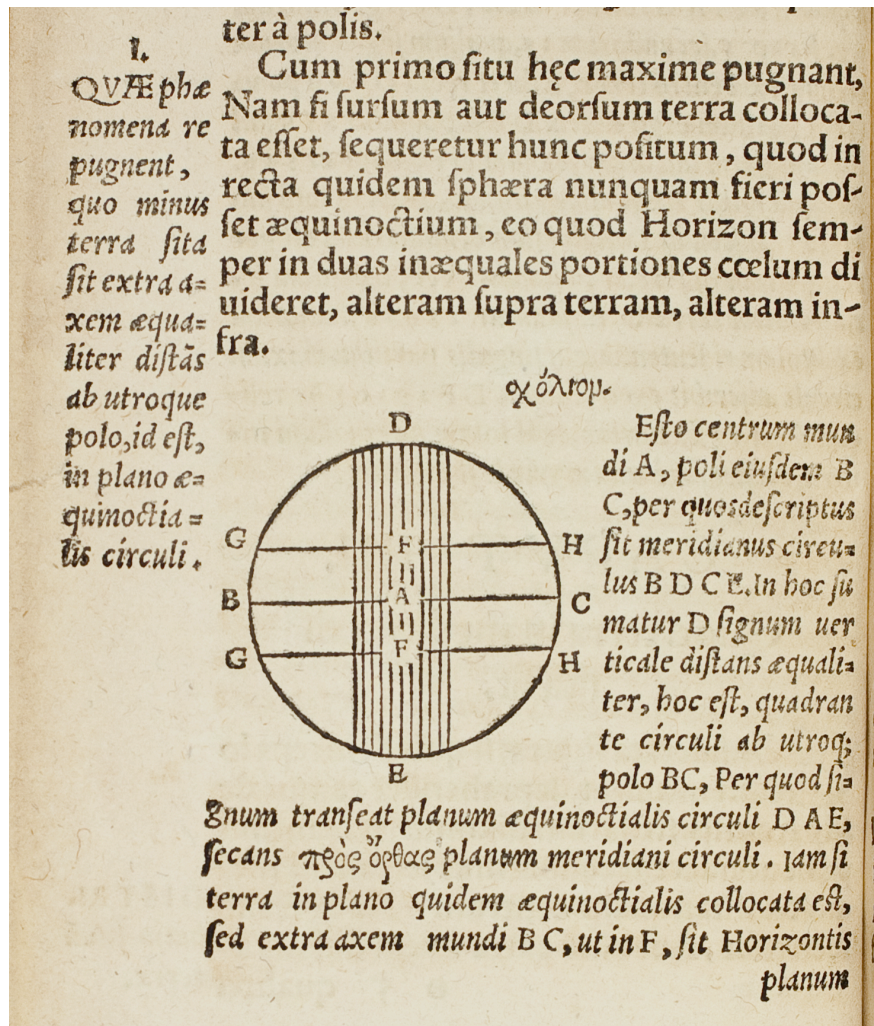 ter à polis.
Cum primo situ hęc maxime pugnant,
Nam si sursum aut deorsum terra colloca-
ta esset, sequeretur hunc positum, quod in
recta quidem sphæra nunquam fieri pos-
set æquinoctium, eo quod Horizon sem-
per in duas inæquales portiones cœlum di
uideret, alteram supra terram, alteram in-
fra.
I.
QVÆ phæ
nomena re
pugnent,
quo minus
terra sita
sit extra a=
xem æqua=
liter distãs
ab utroque
polo, id est,
in plano æ=
quinoctia=
lis circuli.
σχόλιον.
D
G F H
B A C
G F H
E
Esto centrum mun
di A, poli eiusdem B
C, per quos descriptus
sit meridianus circu=
lus B D C E. In hoc su
matur D signum uer
ticale distans æquali=
ter, hoc est, quadran
te circuli ab utroq;
polo BC, Per quod si=
gnum transeat planum æquinoctialis circuli D A E,
secans πρὸς ὄρθας planum meridiani circuli. Iam si
terra in plano quidem æquinoctialis collocata est,
sed extra axem mundi B C, ut in F, sit Horizontis
planum